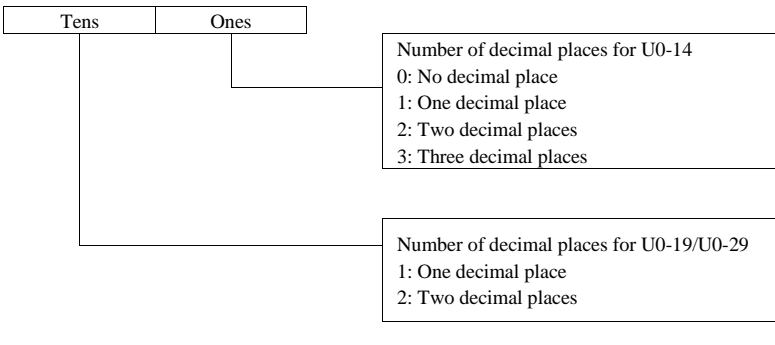 Tens Ones
Number of decimal places for U0-14
0: No decimal place
1: One decimal place
2: Two decimal places
3: Three decimal places
Number of decimal places for U0-19/U0-29
1: One decimal place
2: Two decimal places